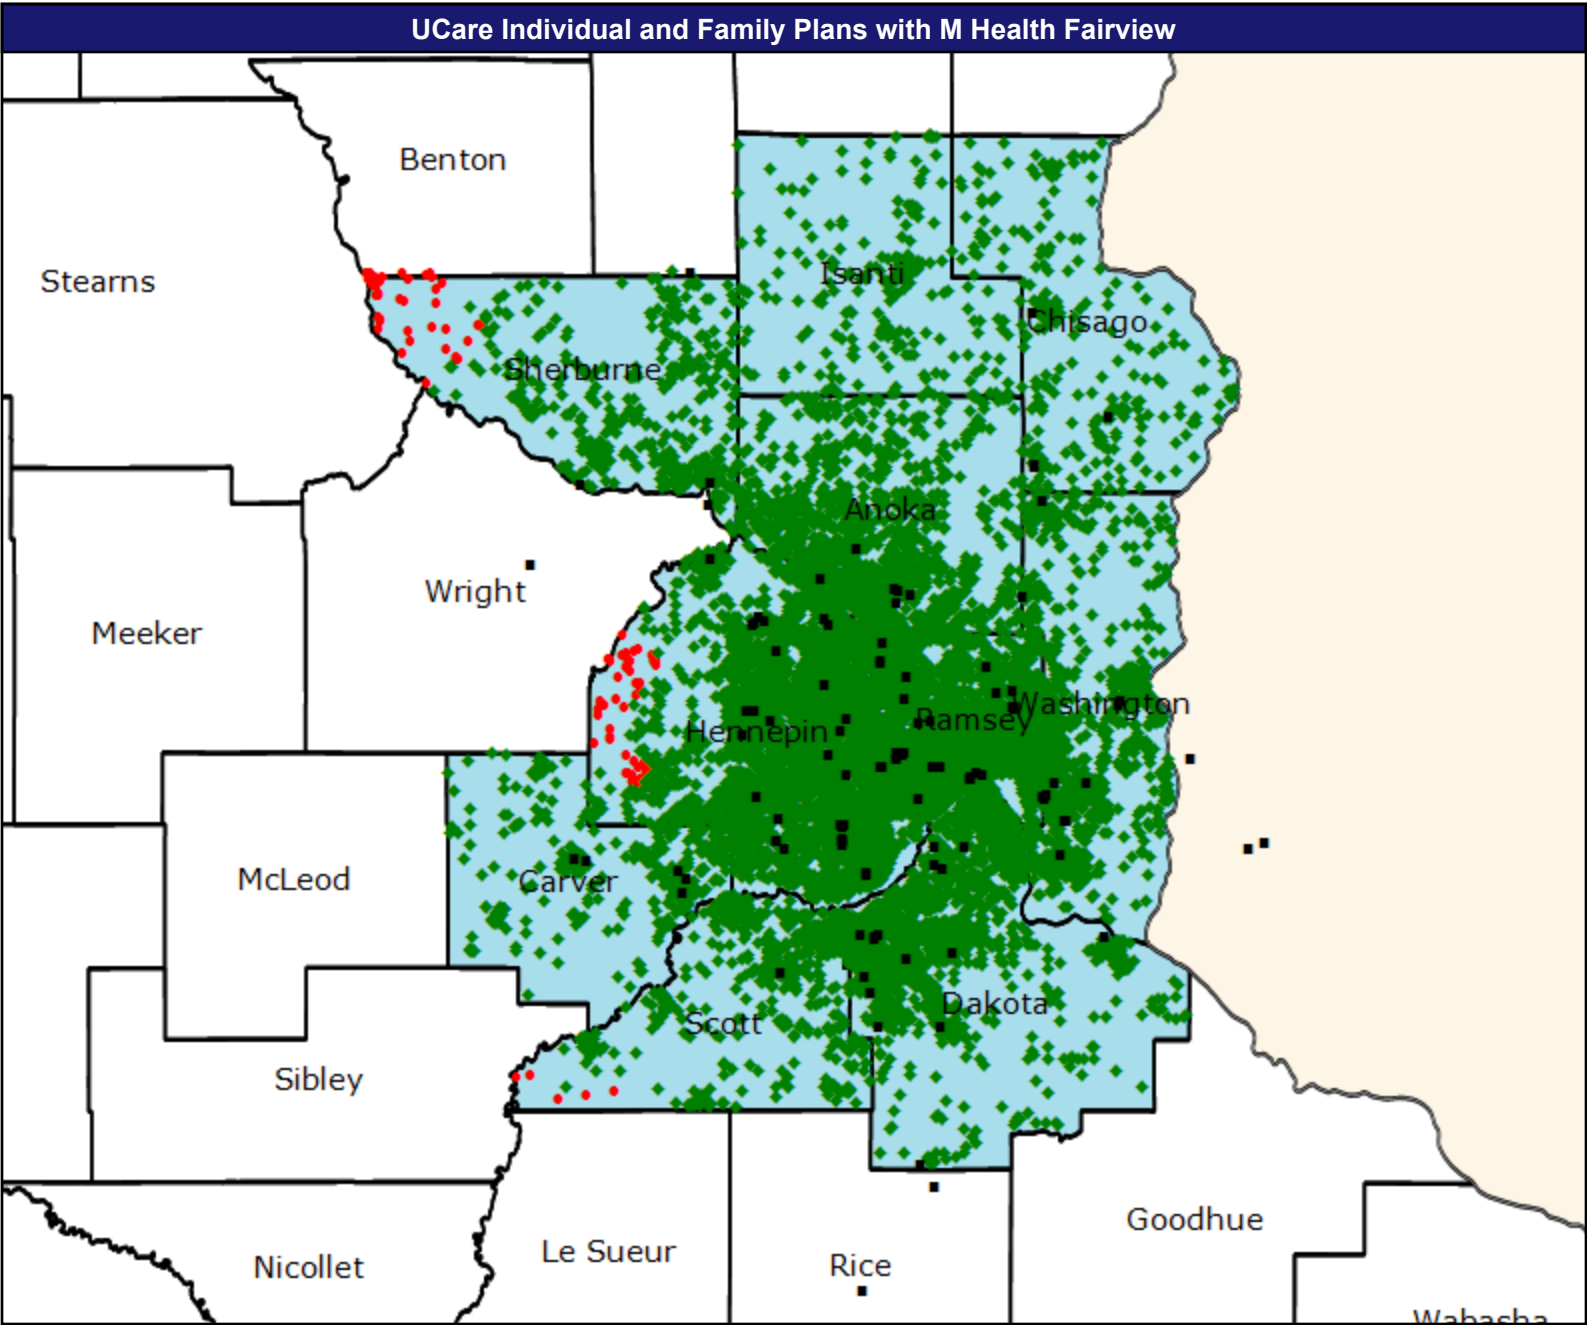 UCare Individual and Family Plans with M Health Fairview
Benton
Stearns
Isanti
Chisago
Sherburne
Anoka
Wright
Meeker
Washington
Ramsey
Hennepin
McLeod
Carver
Dakota
Scott
Sibley
Goodhue
Le Sueur
Rice
Nicollet
Wabasha